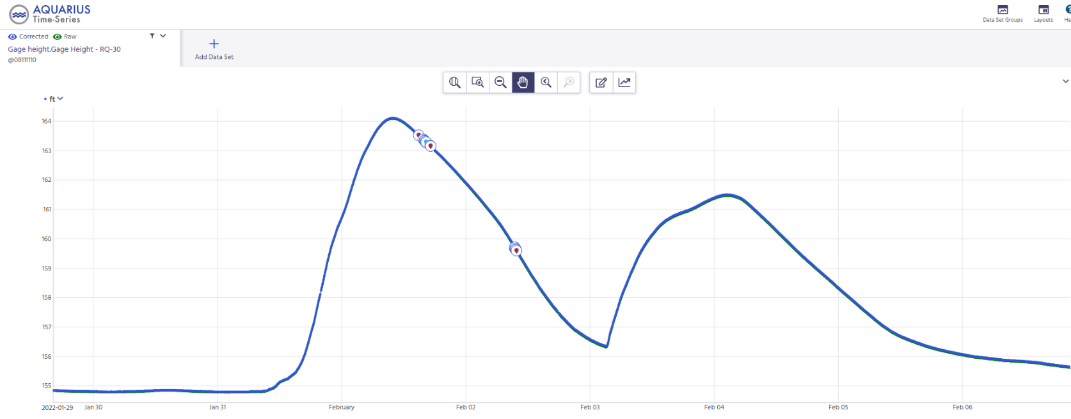 AQUARIUS
Time-Series
Data Set Groups
Layouts
He
Corrected
Raw
Gage height.Gage Height - RQ-30
Add Data Set
ft
164
163
162
161
160
159
158
157
156
155
2022-01-29
Jan 30
Jan 31
February
Feb 02
Feb 03
Feb 04
Feb 05
Feb 06